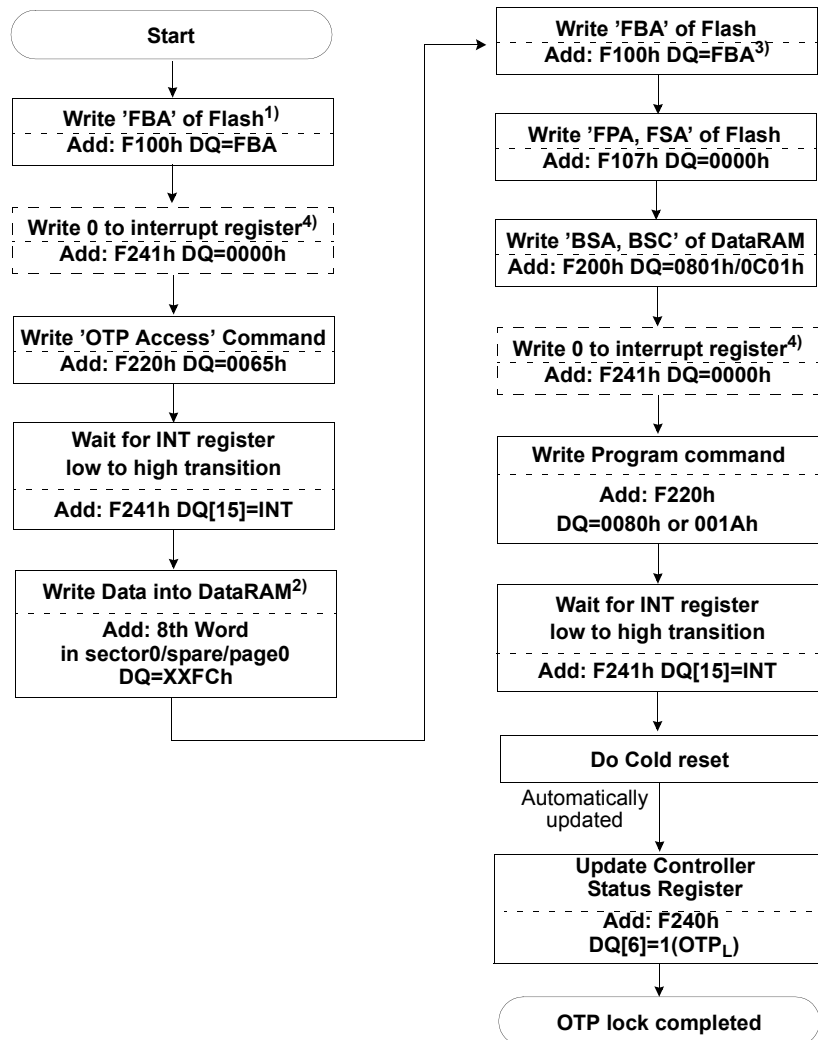 Start
Write ’FBA’ of Flash1)
Add: F100h DQ=FBA
Write 0 to interrupt register4)
Add: F241h DQ=0000h
Write ’OTP Access’ Command
Add: F220h DQ=0065h
Wait for INT register
low to high transition
Add: F241h DQ[15]=INT
Write Data into DataRAM2)
Add: 8th Word
in sector0/spare/page0
DQ=XXFCh
Write ’FBA’ of Flash
Add: F100h DQ=FBA3)
Write ’FPA, FSA’ of Flash
Add: F107h DQ=0000h
Write ’BSA, BSC’ of DataRAM
Add: F200h DQ=0801h/0C01h
Write 0 to interrupt register4)
Add: F241h DQ=0000h
Write Program command
Add: F220h
DQ=0080h or 001Ah
Wait for INT register
low to high transition
Add: F241h DQ[15]=INT
Do Cold reset
Automatically
updated
Update Controller
Status Register
Add: F240h
DQ[6]=1(OTPL)
OTP lock completed